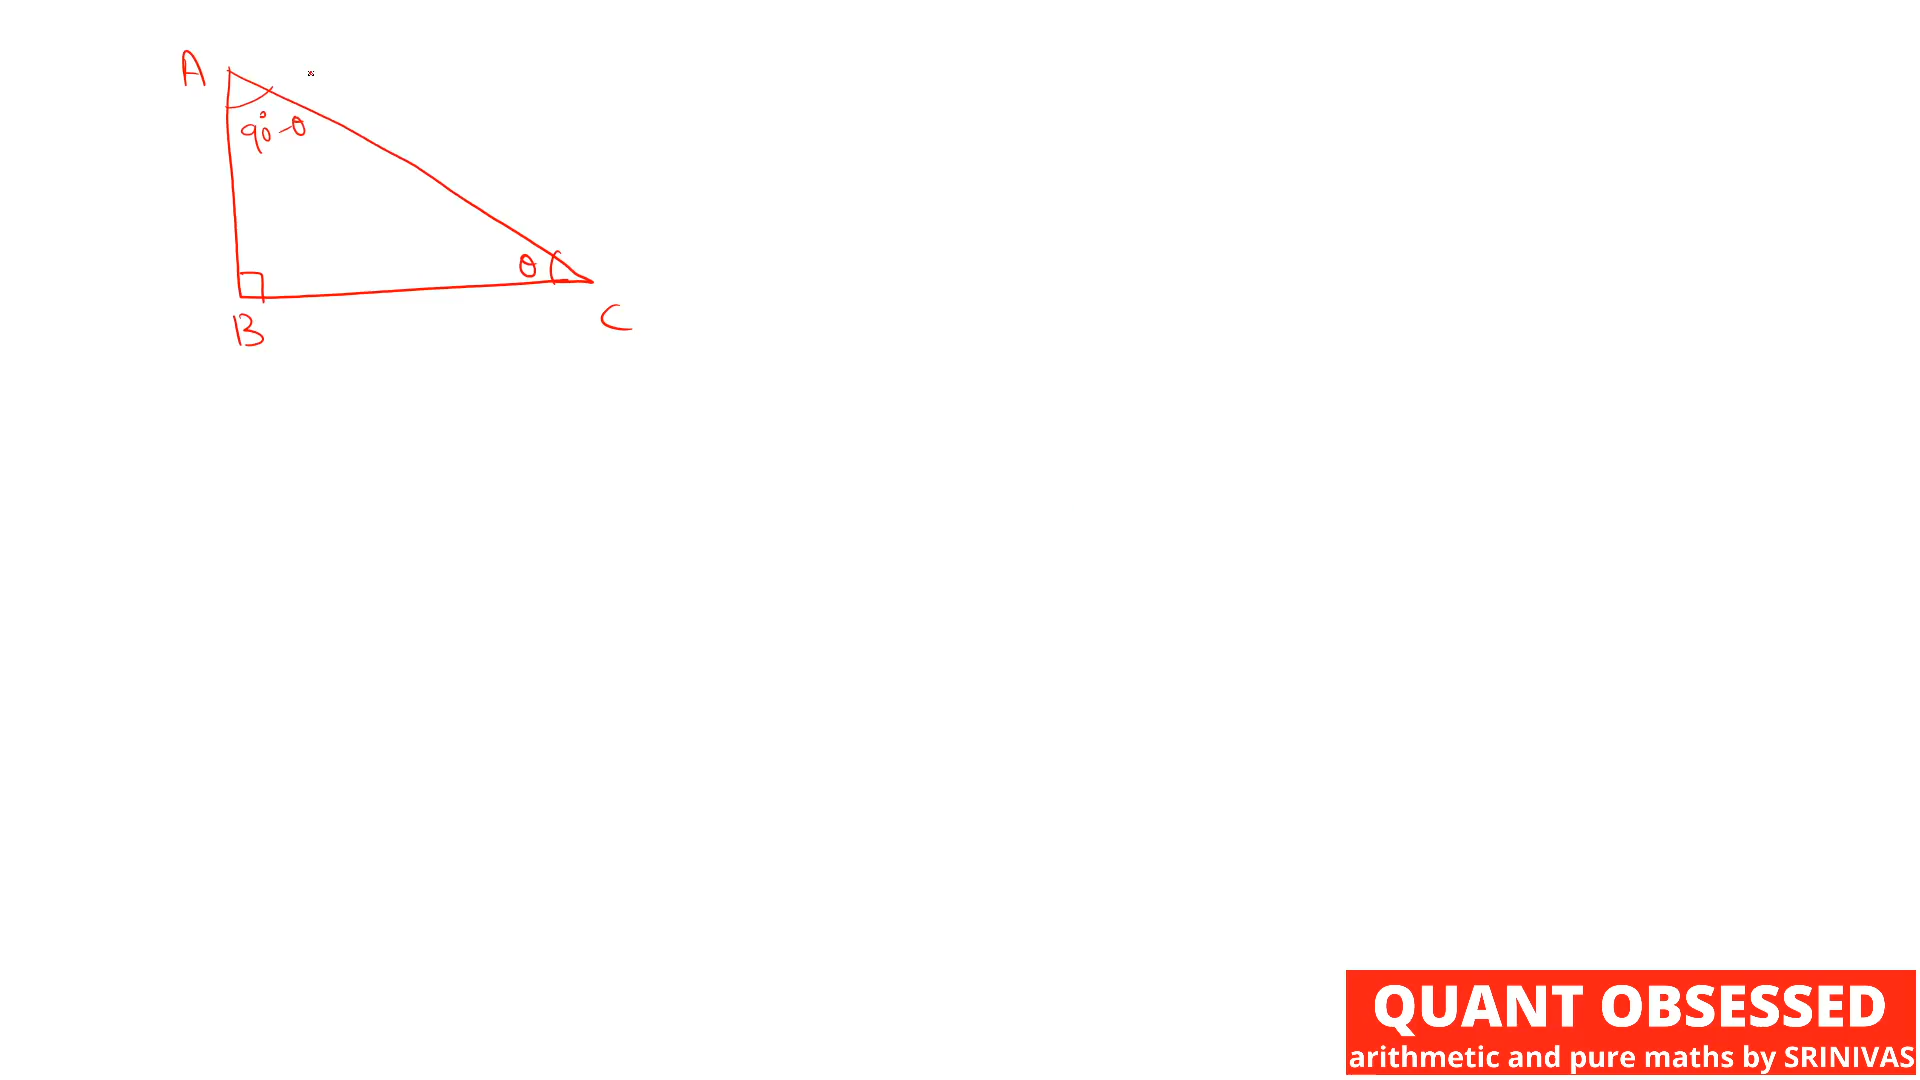 A
90°-θ
θ
B
C
QUANT OBSESSED
arithmetic and pure maths by SRINIVAS